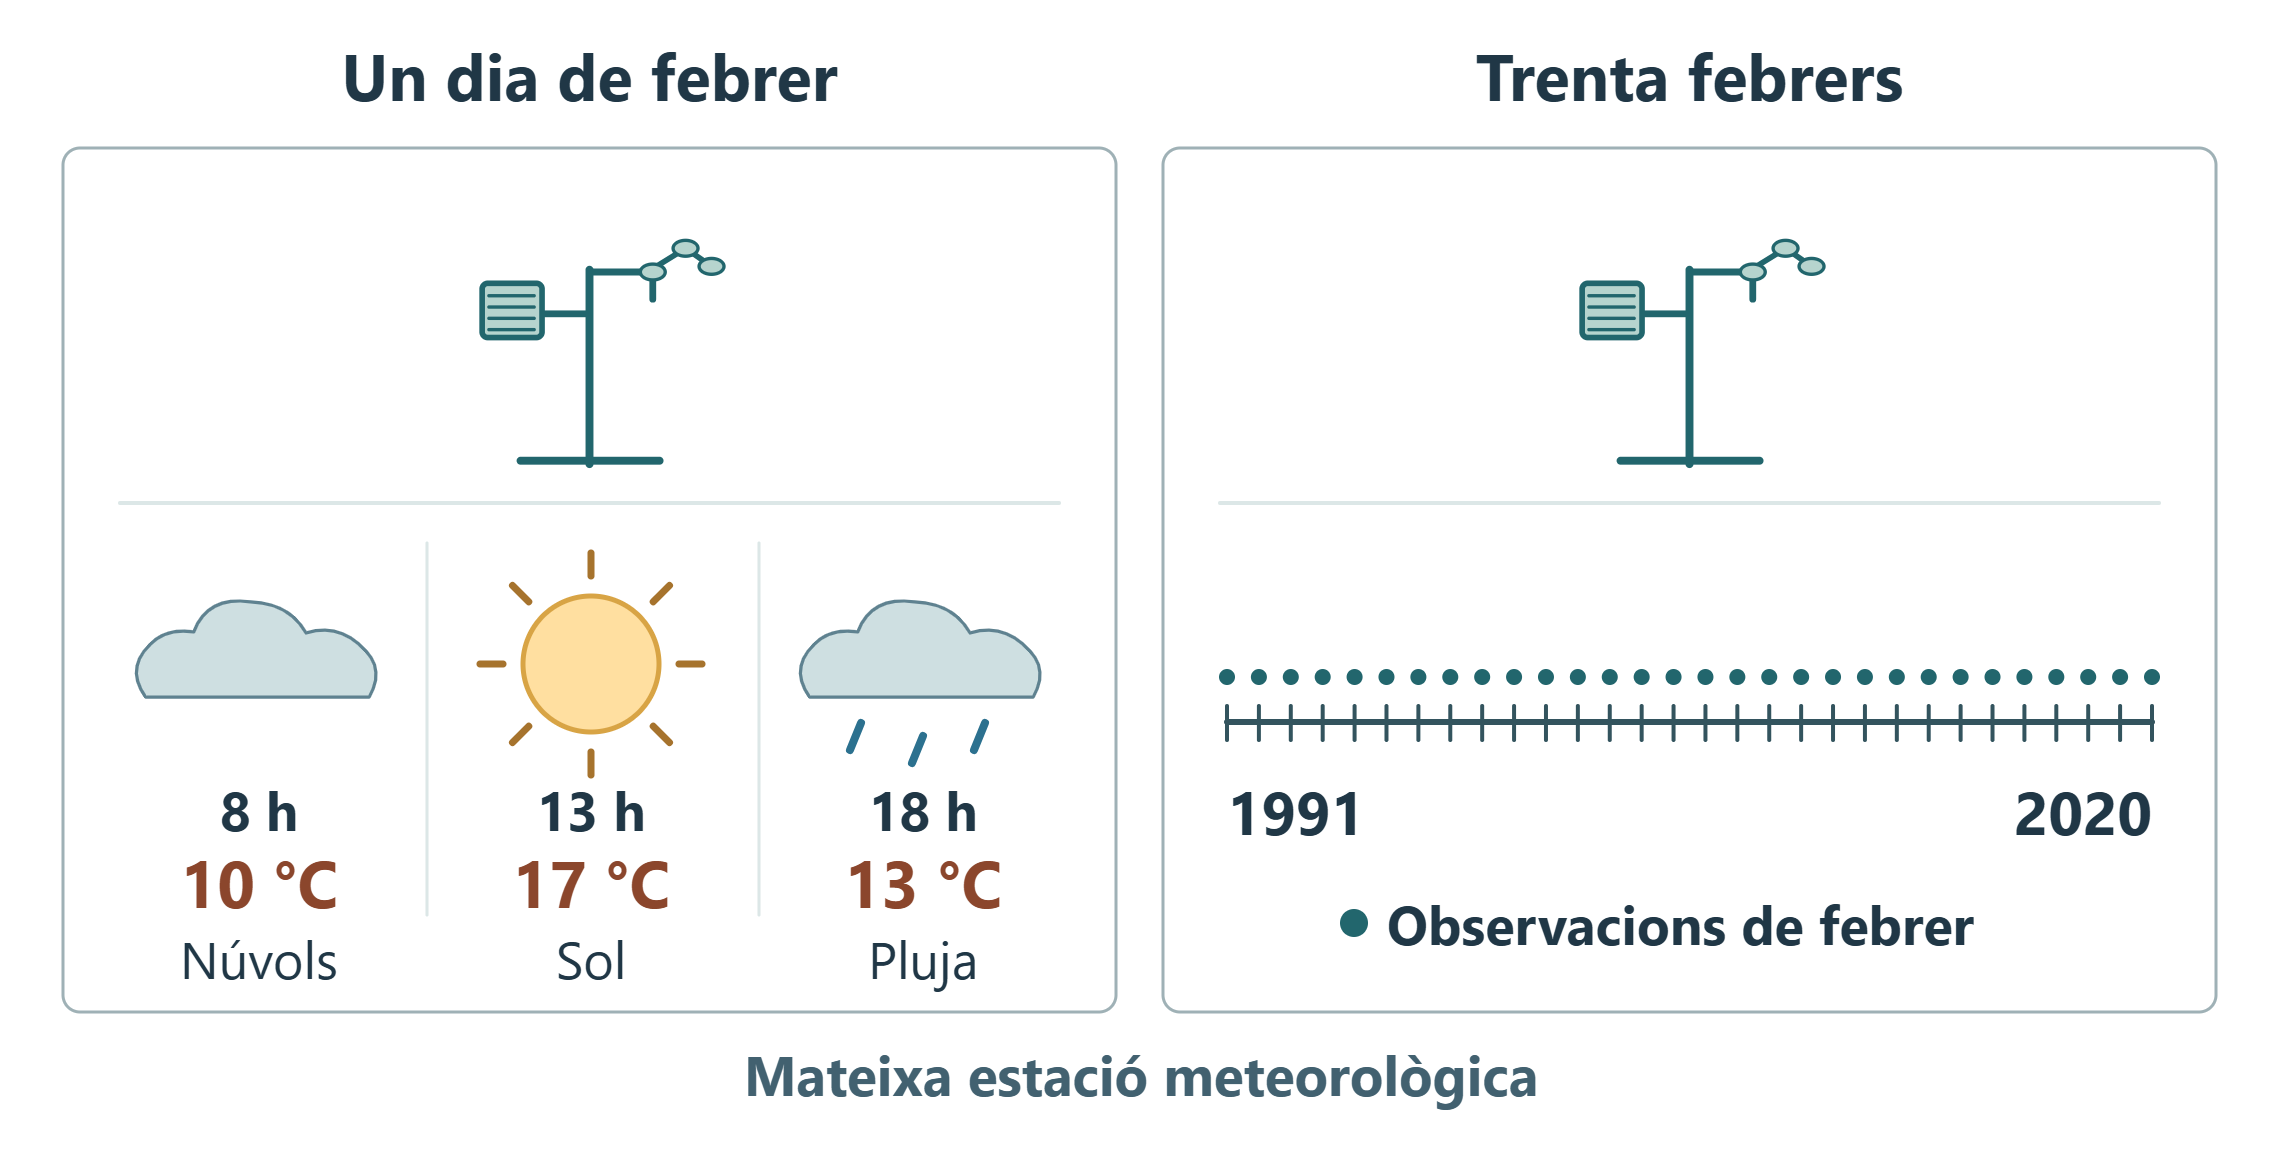 Un dia de febrer
8 h
10 °C
Núvols
13 h
17 °C
Sol
18 h
13 °C
Pluja
Trenta febrers
1991
2020
Observacions de febrer
Mateixa estació meteorològica